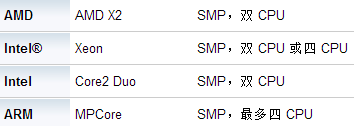 AMD AMD X2 SMP，双 CPU
Intel® Xeon SMP，双 CPU 或四 CPU
Intel Core2 Duo SMP，双 CPU
ARM MPCore SMP，最多四 CPU